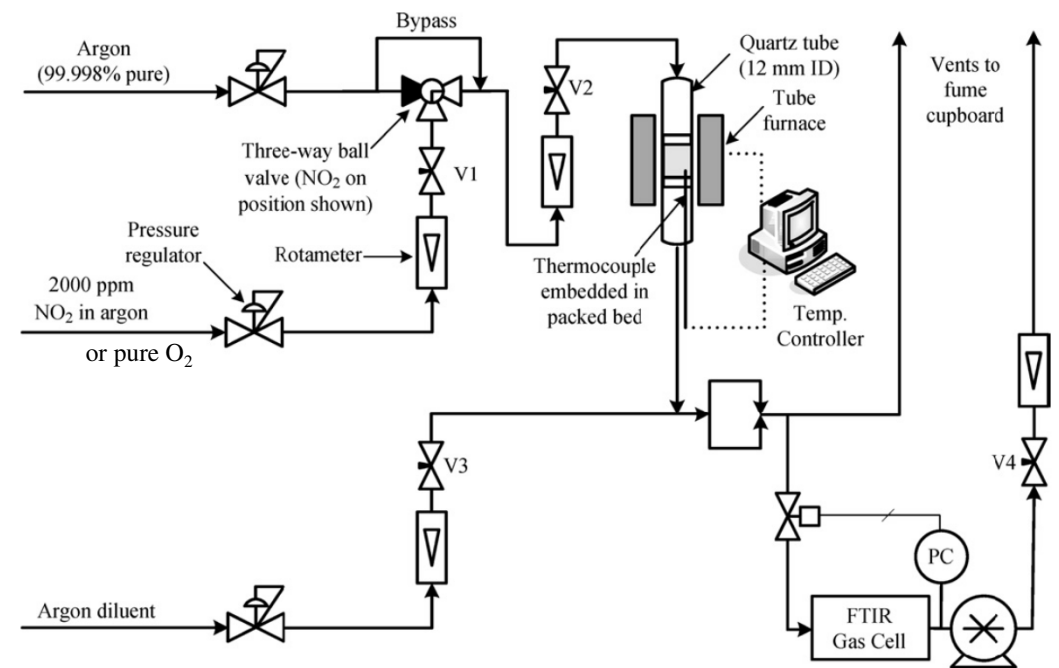 Bypass
Argon
(99.998% pure)
Quartz tube
(12 mm ID)
Vents to
fume
cupboard
V2
Tube
furnace
Three-way ball
valve (NO₂ on
position shown)
V1
Pressure
regulator
Rotameter
Thermocouple
embedded in
packed bed
2000 ppm
NO₂ in argon
or pure O₂
Temp.
Controller
V3
V4
PC
Argon diluent
FTIR
Gas Cell